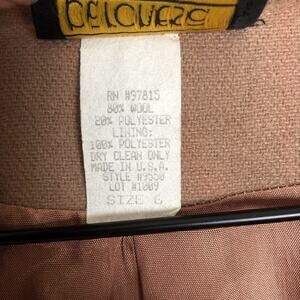 RN #97815
80% WOOL
20% POLYESTER
LINING:
100% POLYESTER
DRY CLEAN ONLY
MADE IN U.S.A.
STYLE #9550
LOT #1009
SIZE 6